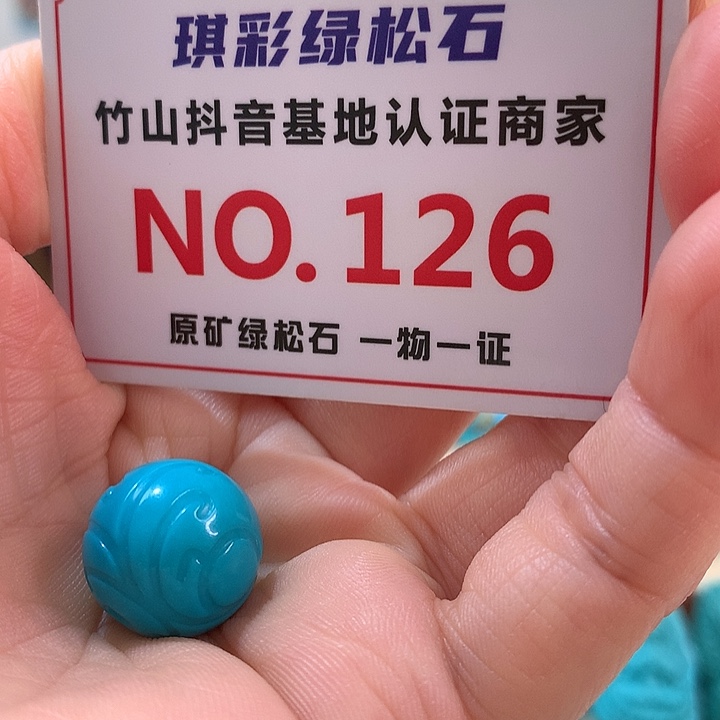 琪彩绿松石
竹山抖音基地认证商家
NO.126
原矿绿松石 一物一证